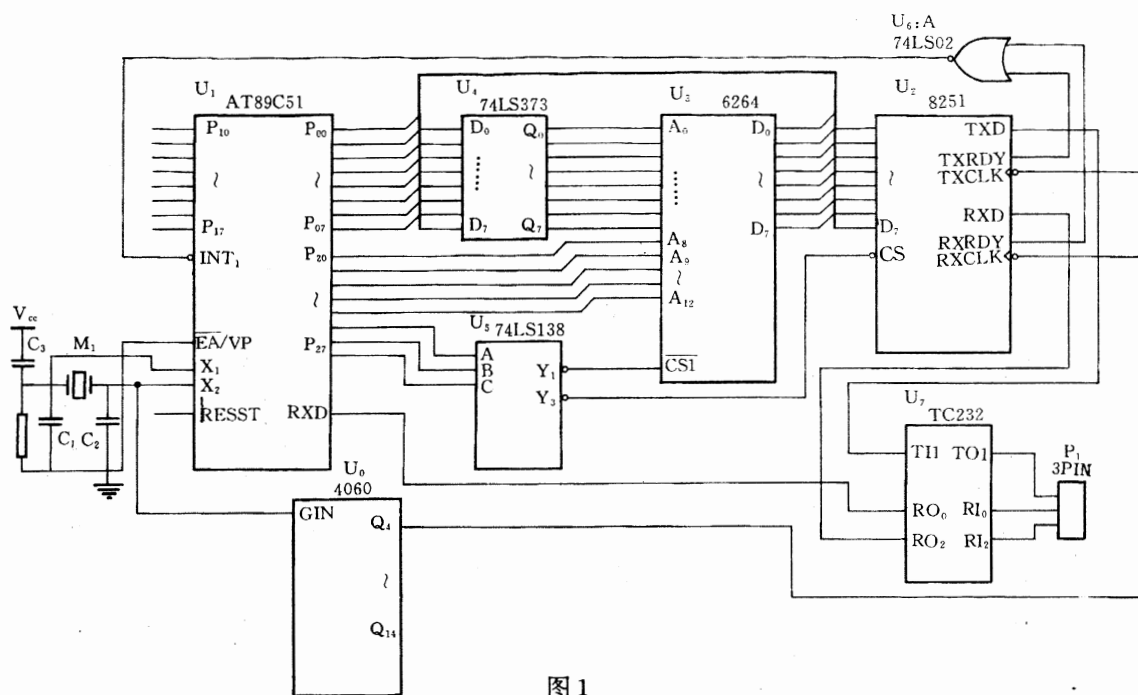 U₆:A
74LS02
U₁
AT89C51
P₁₀
P₁₇
INT₁
E̅A̅/VP
X₁
X₂
RESST
P₀₀
P₀₇
P₂₀
P₂₇
RXD
U₄
74LS373
D₀
D₇
Q₀
Q₇
U₃
6264
A₀
A₈
A₉
A₁₂
C̅S̅1̅
D₀
D₇
U₂
8251
TXD
TXRDY
TXCLK
RXD
RXRDY
RXCLK
D₇
CS
V꜀꜀
C₃
M₁
C₁
C₂
U₅
74LS138
A
B
C
Y₁
Y₃
U₀
4060
GIN
Q₄
Q₁₄
U₇
TC232
TI1
TO1
RO₀
RI₀
RO₂
RI₂
P₁
3PIN
图1